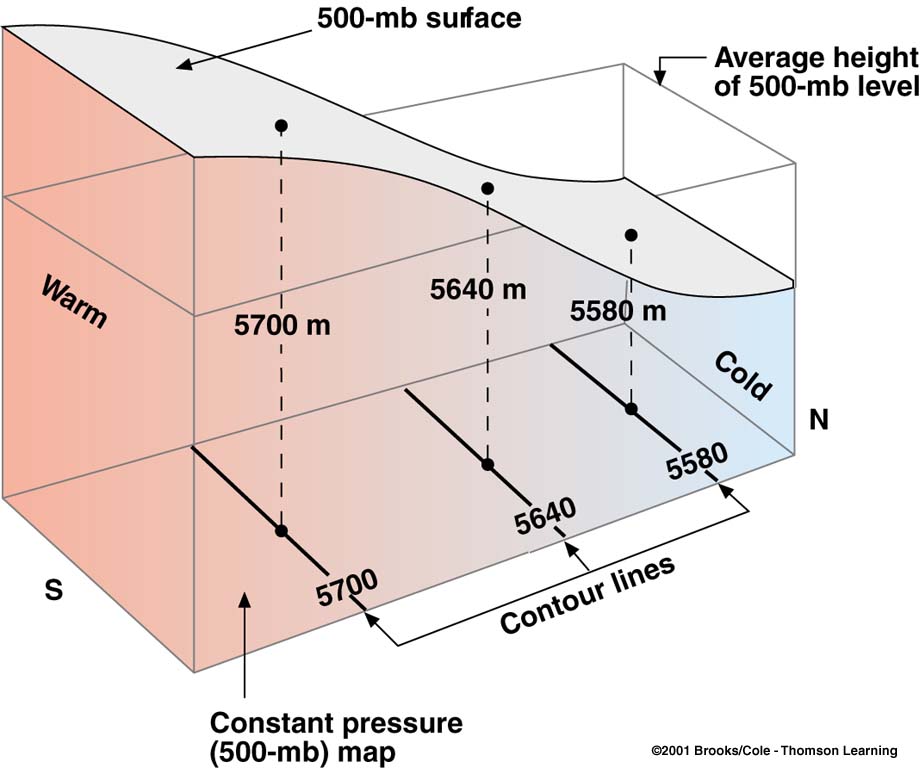 500-mb surface
Average height
of 500-mb level
Warm
5700 m
5640 m
5580 m
Cold
N
5580
5640
5700
S
Contour lines
Constant pressure
(500-mb) map
©2001 Brooks/Cole - Thomson Learning